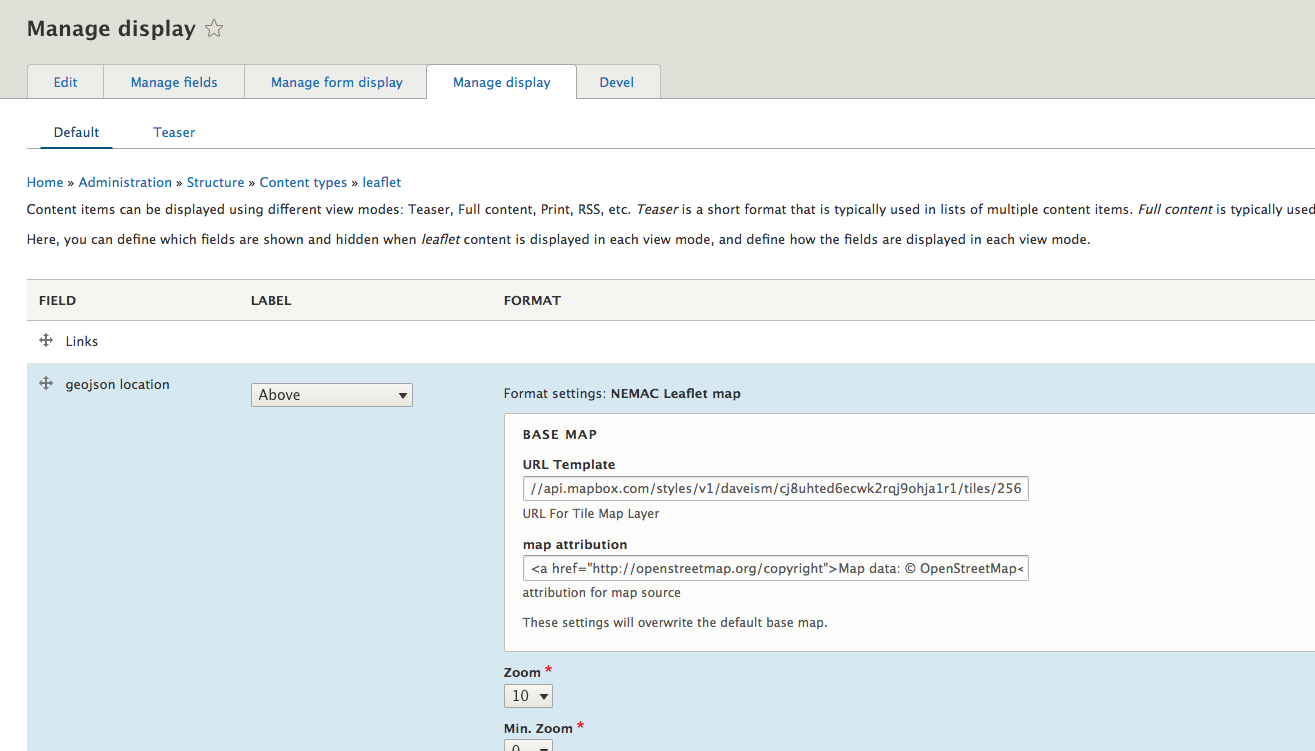 Manage display
Edit
Manage fields
Manage form display
Manage display
Devel
Default
Teaser
Home » Administration » Structure » Content types » leaflet
Content items can be displayed using different view modes: Teaser, Full content, Print, RSS, etc. Teaser is a short format that is typically used in lists of multiple content items. Full content is typically used
Here, you can define which fields are shown and hidden when leaflet content is displayed in each view mode, and define how the fields are displayed in each view mode.
FIELD LABEL FORMAT
Links
geojson location
Above
Format settings: NEMAC Leaflet map
BASE MAP
URL Template
//api.mapbox.com/styles/v1/daveism/cj8uhted6ecwk2rqj9ohja1r1/tiles/256
URL For Tile Map Layer
map attribution
<a href="http://openstreetmap.org/copyright">Map data: © OpenStreetMap<
attribution for map source
These settings will overwrite the default base map.
Zoom *
10
Min. Zoom *
0